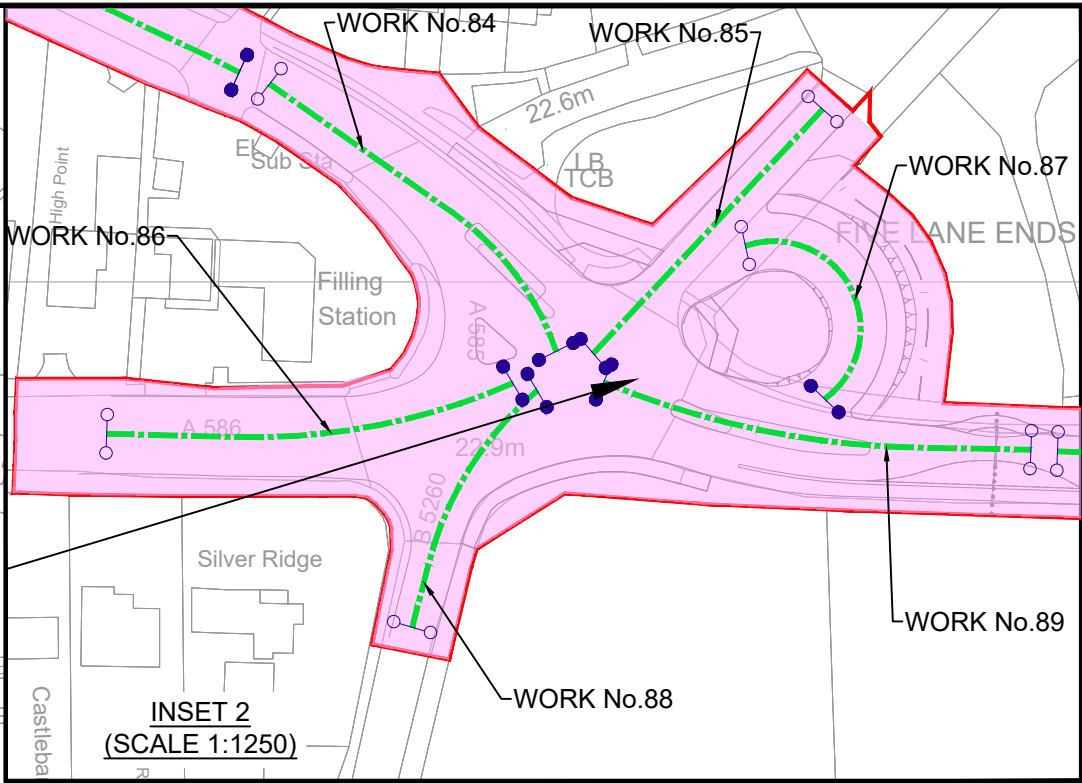 WORK No.84
WORK No.85
22.6m
El
Sub Sta
LB
TCB
WORK No.87
High Point
WORK No.86
FIVE LANE ENDS
Filling
Station
A 585
A 586
22.9m
B 5260
Silver Ridge
WORK No.89
WORK No.88
INSET 2
(SCALE 1:1250)
Castleba
R